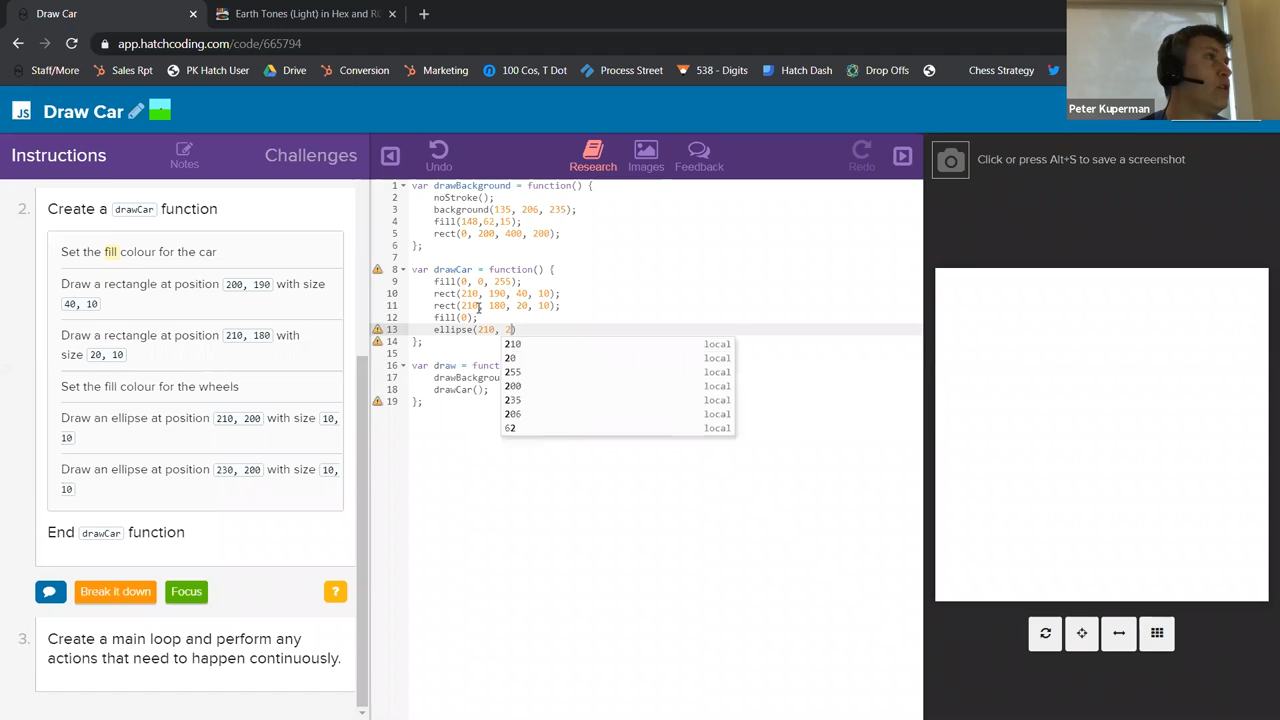 Draw Car
Earth Tones (Light) in Hex and RG
app.hatchcoding.com/code/665794
Staff/More
Sales Rpt
PK Hatch User
Drive
Conversion
Marketing
100 Cos, T Dot
Process Street
538 - Digits
Hatch Dash
Drop Offs
Chess Strategy
Peter Kuperman
JS
Draw Car
Instructions
Notes
Challenges
Undo
Research
Images
Feedback
Redo
Click or press Alt+S to save a screenshot
2. Create a drawCar function
Set the fill colour for the car
Draw a rectangle at position 200, 190 with size
40, 10
Draw a rectangle at position 210, 180 with
size 20, 10
Set the fill colour for the wheels
Draw an ellipse at position 210, 200 with size 10,
10
Draw an ellipse at position 230, 200 with size 10,
10
End drawCar function
Break it down
Focus
?
3. Create a main loop and perform any
actions that need to happen continuously.
1 var drawBackground = function() {
2 noStroke();
3 background(135, 206, 235);
4 fill(148,62,15);
5 rect(0, 200, 400, 200);
6 };
7
8 var drawCar = function() {
9 fill(0, 0, 255);
10 rect(210, 190, 40, 10);
11 rect(210, 180, 20, 10);
12 fill(0);
13 ellipse(210, 2)
14 };
15
16 var draw = funct
17 drawBackgrou
18 drawCar();
19 };
210 local
20 local
255 local
200 local
235 local
206 local
62 local